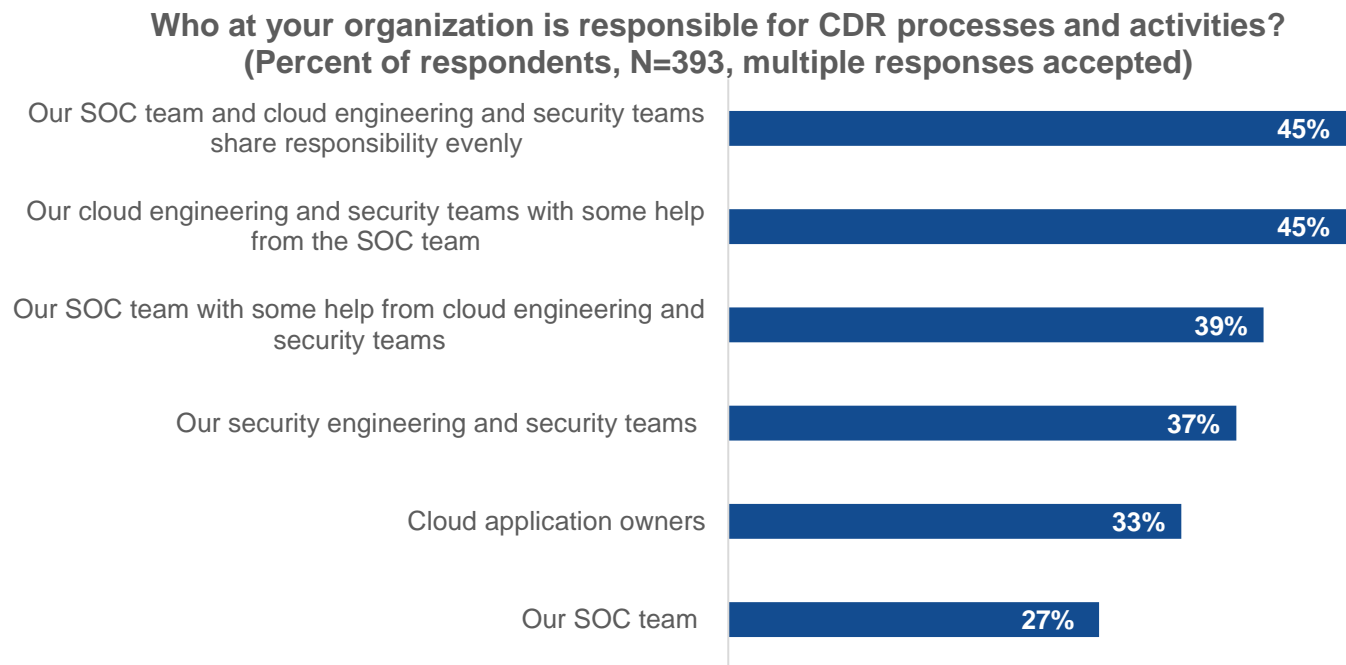 Who at your organization is responsible for CDR processes and activities?
(Percent of respondents, N=393, multiple responses accepted)
Our SOC team and cloud engineering and security teams
share responsibility evenly
45%
Our cloud engineering and security teams with some help
from the SOC team
45%
Our SOC team with some help from cloud engineering and
security teams
39%
Our security engineering and security teams
37%
Cloud application owners
33%
Our SOC team
27%